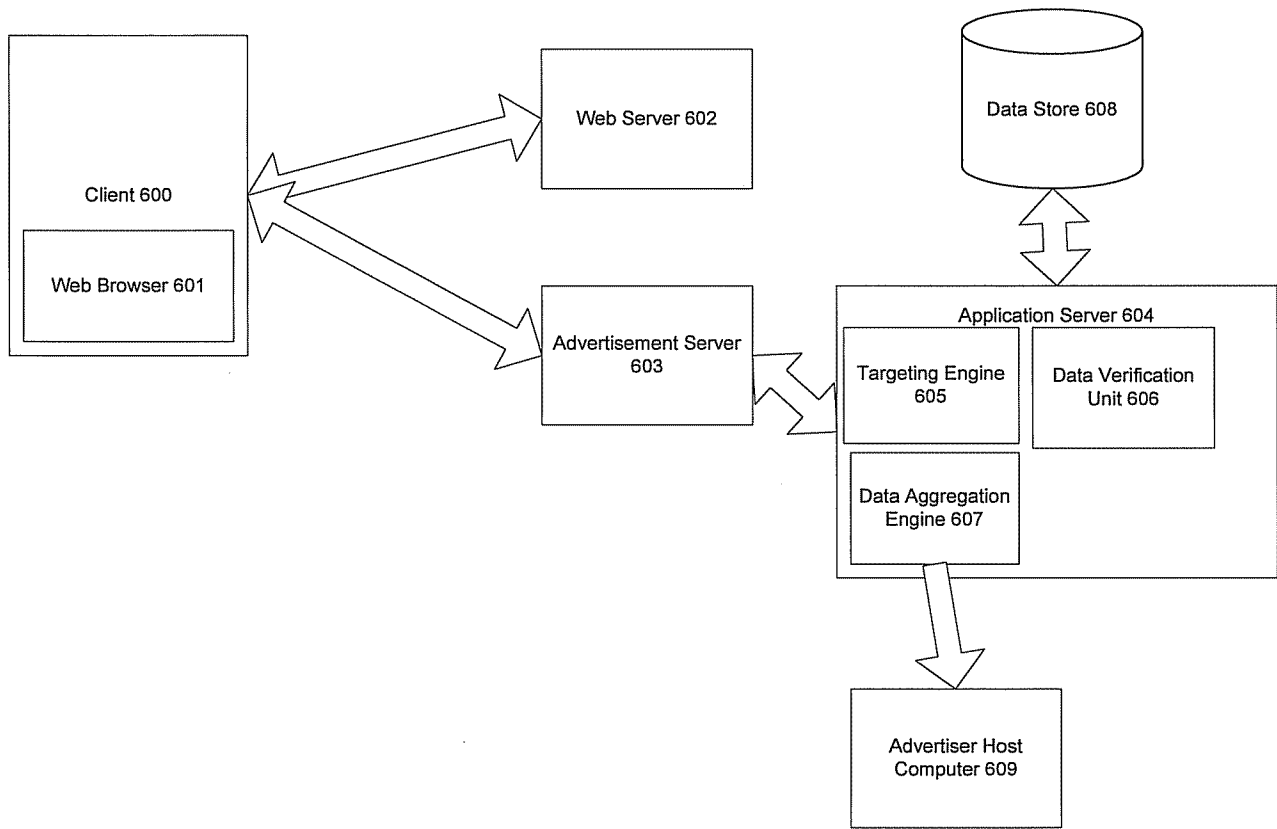 Client 600
Web Browser 601
Web Server 602
Advertisement Server
603
Data Store 608
Application Server 604
Targeting Engine
605
Data Verification
Unit 606
Data Aggregation
Engine 607
Advertiser Host
Computer 609